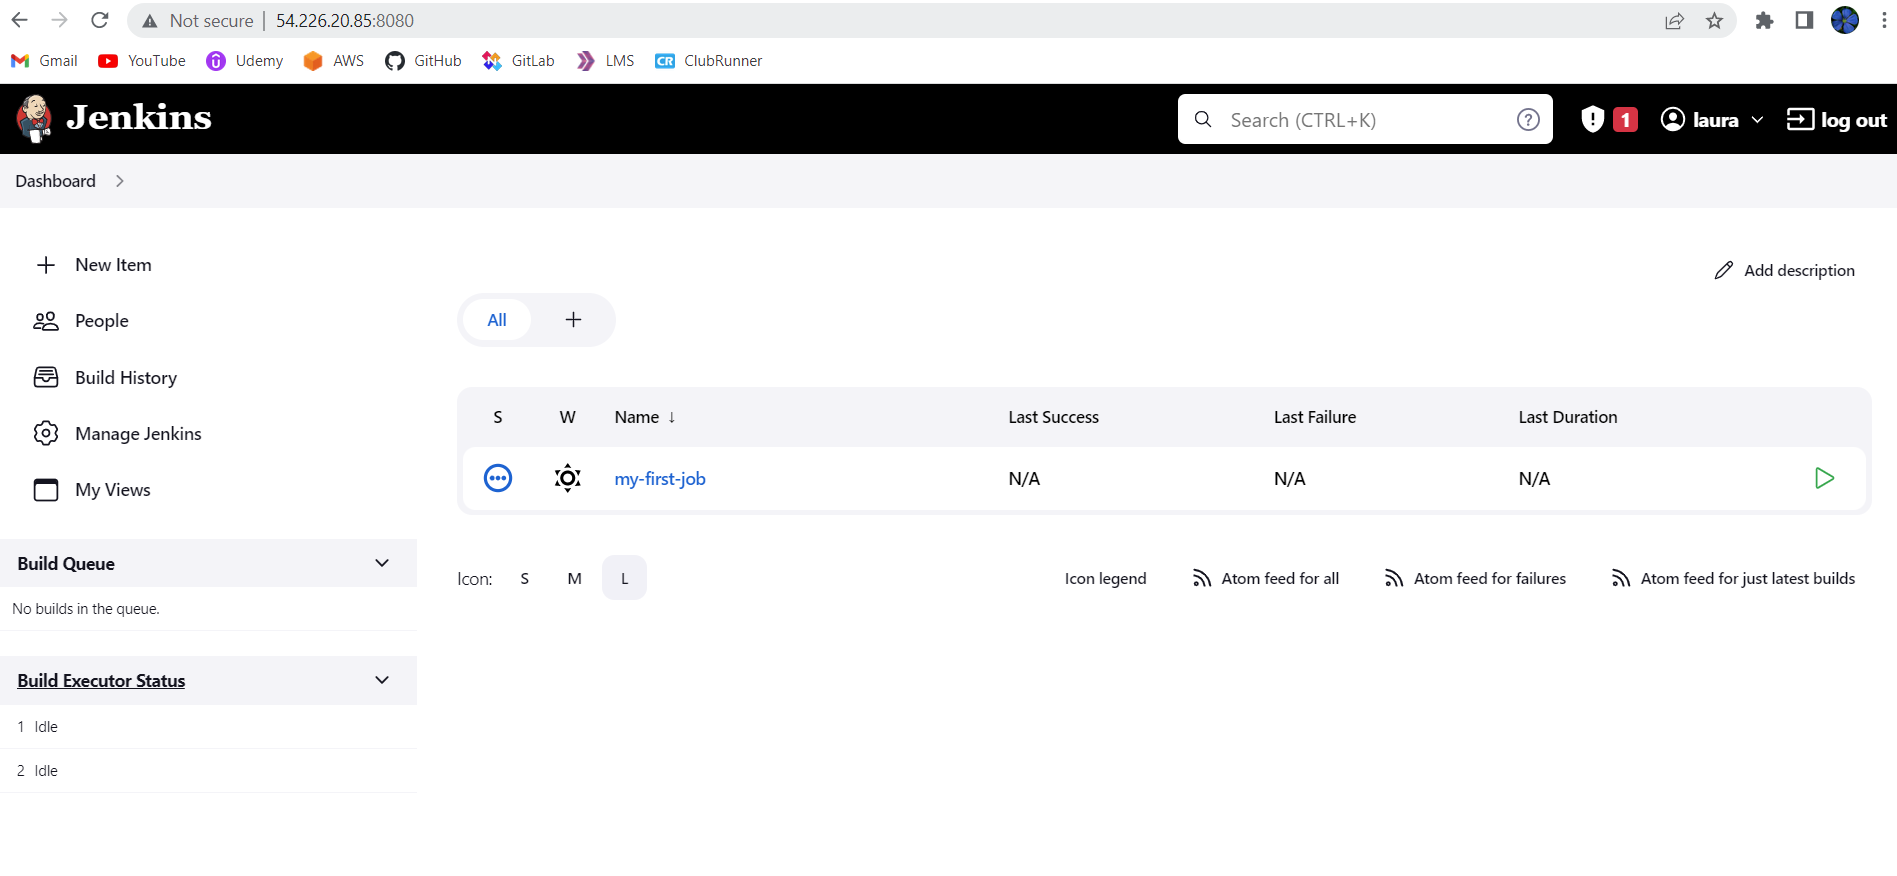 Not secure | 54.226.20.85:8080
Gmail YouTube Udemy AWS GitHub GitLab CR LMS ClubRunner
Jenkins Search (CTRL+K) ? ! 1 laura log out
Dashboard
New Item
Add description
People
All +
Build History
Manage Jenkins
My Views
S W Name ↓ Last Success Last Failure Last Duration
my-first-job N/A N/A N/A
Build Queue
No builds in the queue.
Icon: S M L Icon legend Atom feed for all Atom feed for failures Atom feed for just latest builds
Build Executor Status
1 Idle
2 Idle